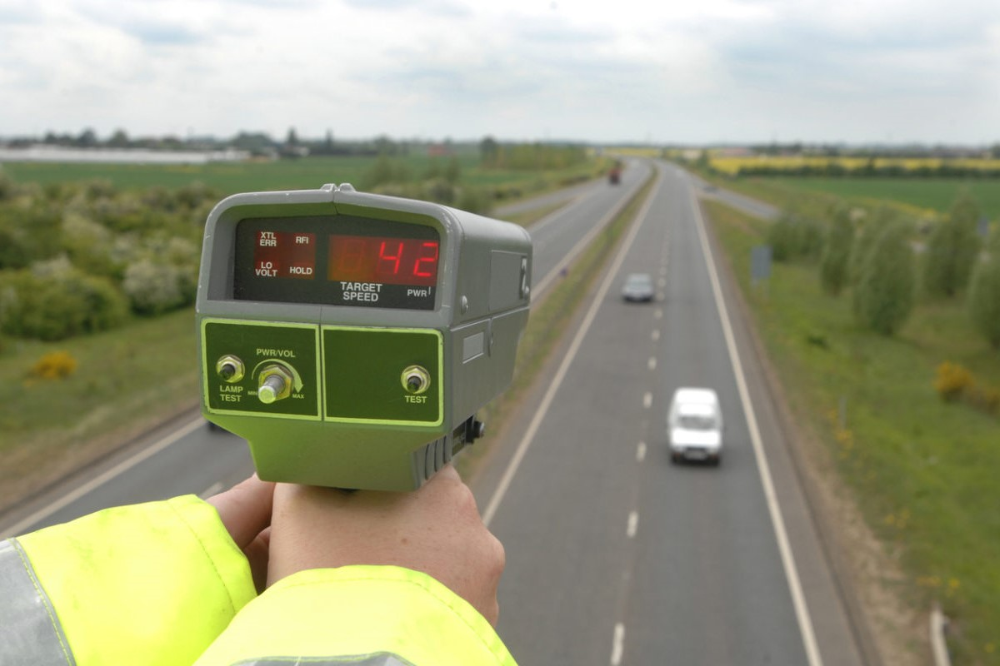 XTL
ERR
RFI
LO
VOLT
HOLD
42
TARGET
SPEED
PWR
PWR/VOL
LAMP
TEST
MIN
MAX
TEST